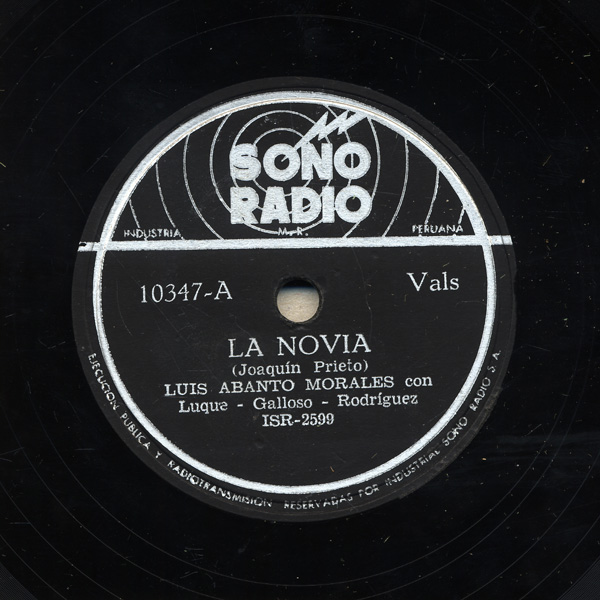 SONO
RADIO
INDUSTRIA M.R. PERUANA
10347-A Vals
LA NOVIA
(Joaquín Prieto)
LUIS ABANTO MORALES con
Luque - Galloso - Rodríguez
ISR-2599
EJECUCION PUBLICA Y RADIOTRANSMISION RESERVADAS POR INDUSTRIAL SONO RADIO S.A.